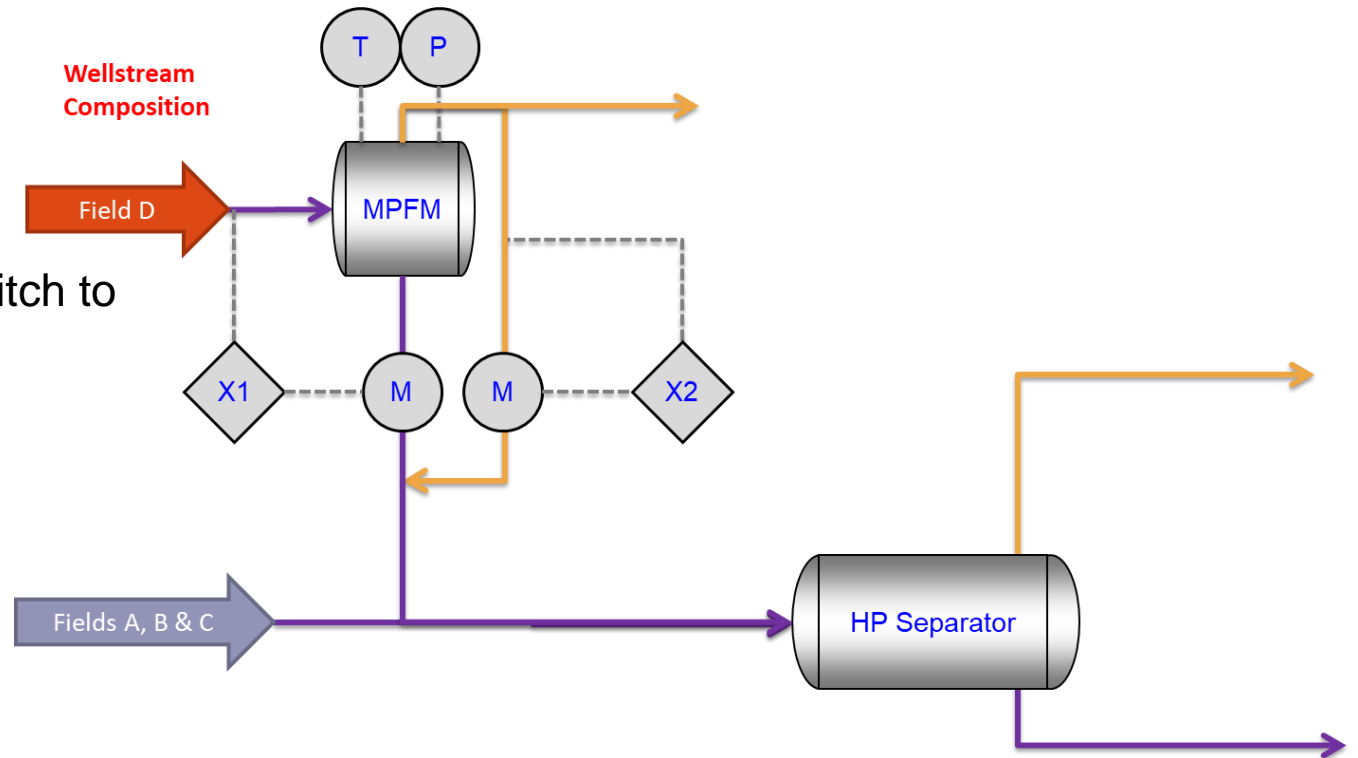 T
P
Wellstream
Composition
Field D
MPFM
itch to
X1
M
M
X2
Fields A, B & C
HP Separator